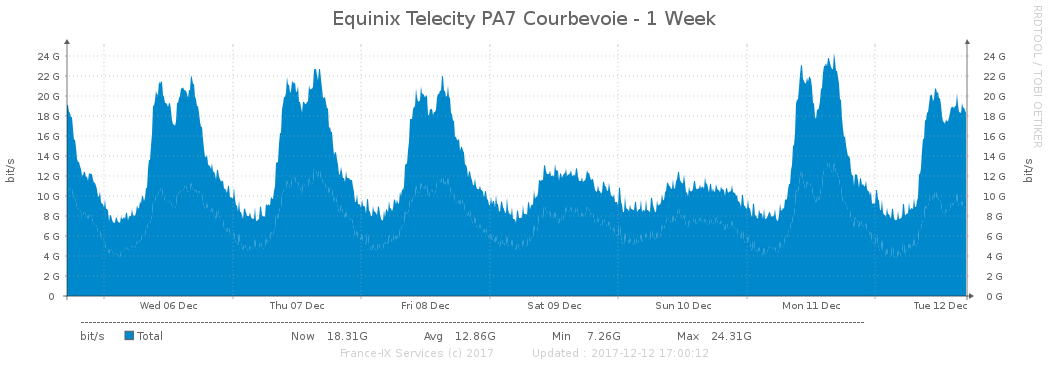 Equinix Telecity PA7 Courbevoie - 1 Week
RRDTOOL / TOBI OETIKER
24 G 24 G
22 G 22 G
20 G 20 G
18 G 18 G
16 G 16 G
14 G 14 G
12 G 12 G
10 G 10 G
8 G 8 G
6 G 6 G
4 G 4 G
2 G 2 G
0 0 G
bit/s
bit/s
Wed 06 Dec Thu 07 Dec Fri 08 Dec Sat 09 Dec Sun 10 Dec Mon 11 Dec Tue 12 Dec
bit/s Total Now 18.31G Avg 12.86G Min 7.26G Max 24.31G
France-IX Services (c) 2017 Updated : 2017-12-12 17:00:12